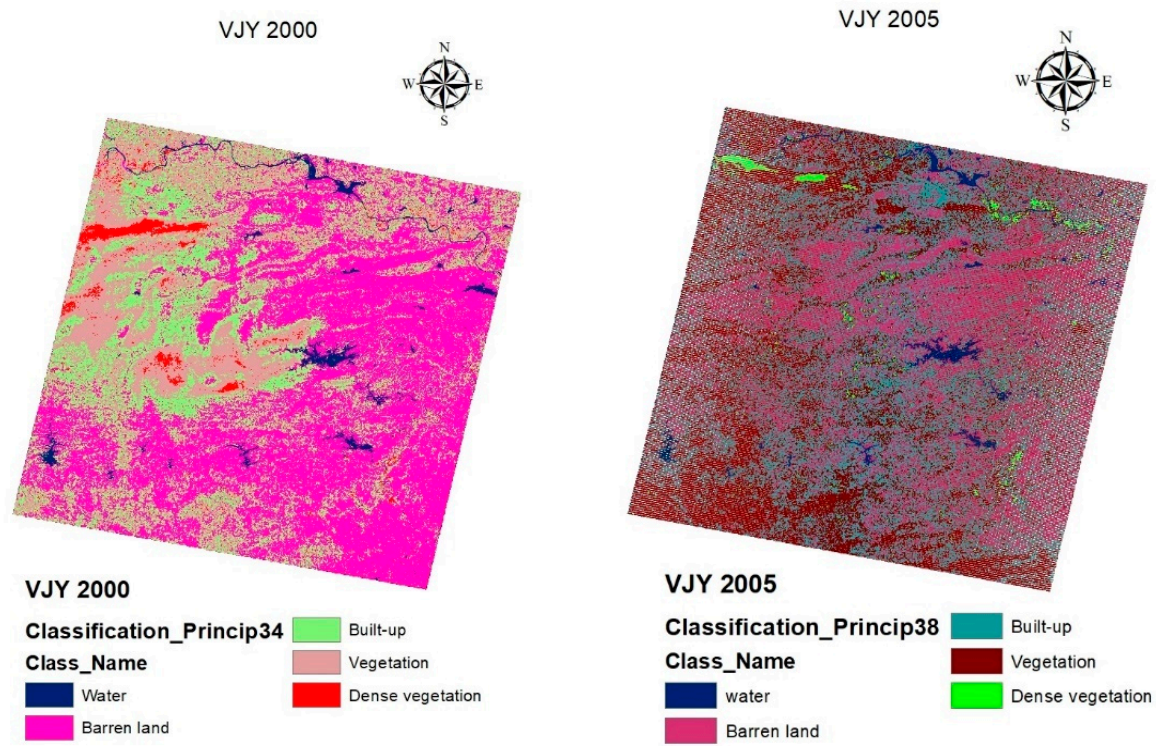 VJY 2000
N
W E
S
VJY 2000
Classification_Princip34
Class_Name
Water
Barren land
Built-up
Vegetation
Dense vegetation
VJY 2005
N
W E
S
VJY 2005
Classification_Princip38
Class_Name
water
Barren land
Built-up
Vegetation
Dense vegetation